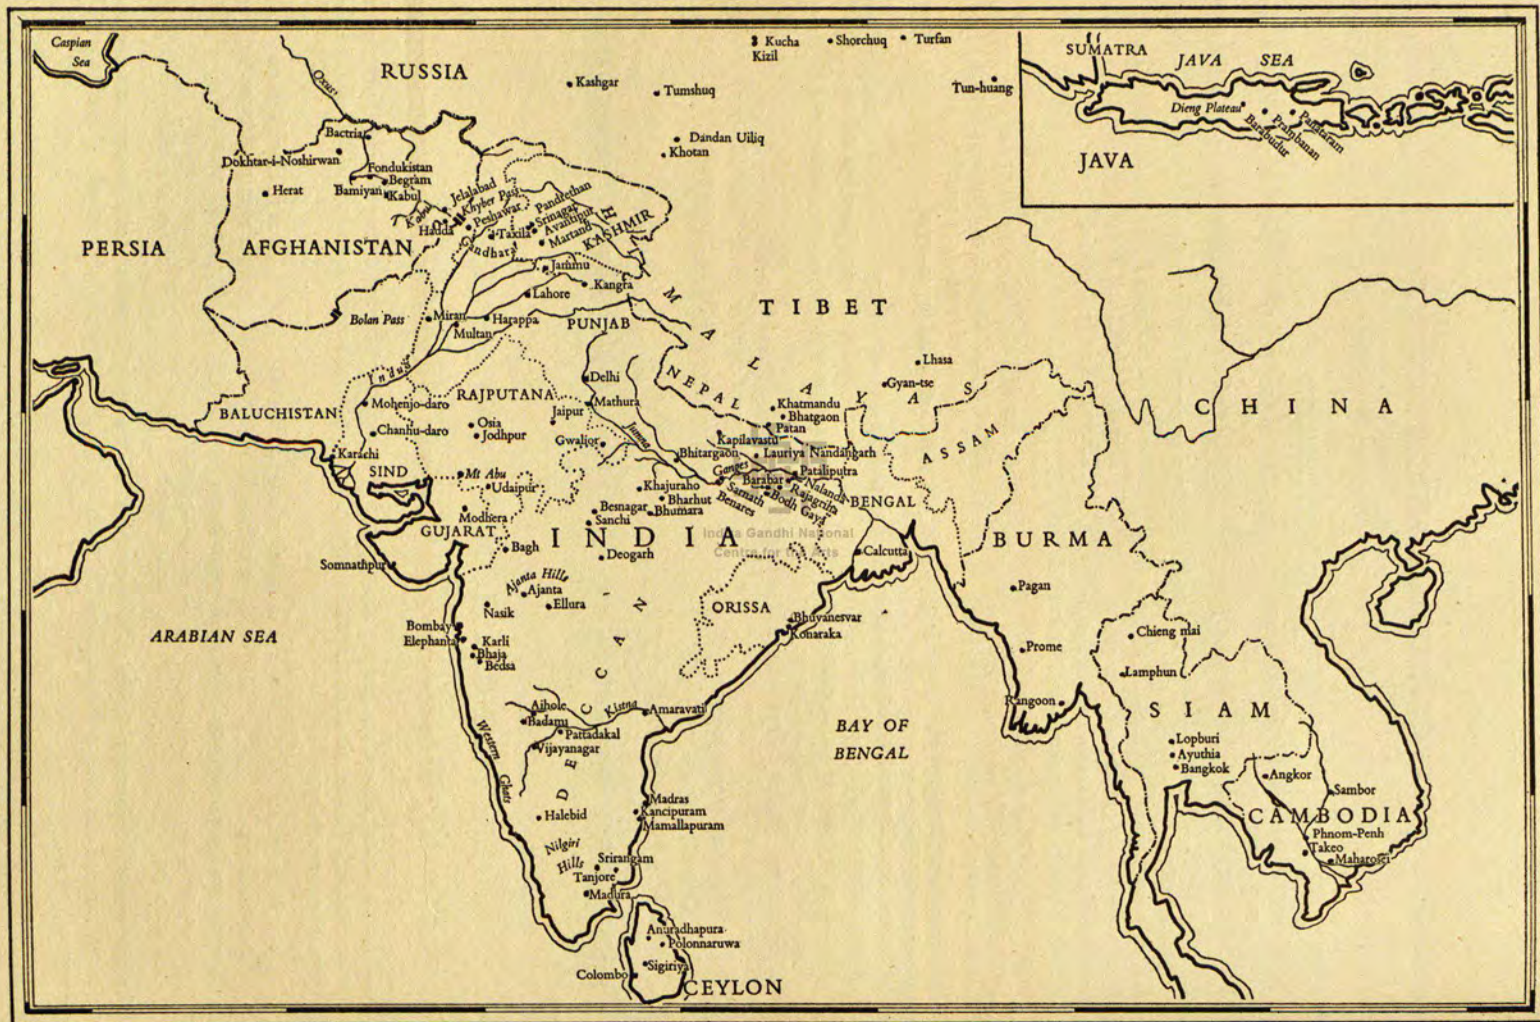 Caspian
Sea
RUSSIA
Oxus
Kucha
Kizil
Shorchuq
Turfan
Kashgar
Tumshuq
Tun-huang
Dandan Uiliq
Khotan
SUMATRA
JAVA SEA
Dieng Plateau
Barabudur
Prambanan
Panataram
JAVA
Bactria
Dokhtar-i-Noshirwan
Fondukistan
Begram
Herat
Bamiyan
Kabul
Kabul
Jelalabad
Khyber Pass
Hadda
Peshawar
Taxila
Gandhara
Pandrethan
Srinagar
Avantipur
Martand
KASHMIR
PERSIA
AFGHANISTAN
Jammu
Kangra
Lahore
HIMALAYAS
TIBET
Bolan Pass
Miran
Harappa
Multan
PUNJAB
Indus
Lhasa
Gyan-tse
Delhi
NEPAL
RAJPUTANA
Mathura
BALUCHISTAN
Mohenjo-daro
Jaipur
Khatmandu
Bhatgaon
Patan
CHINA
Osia
Jodhpur
Chanhu-daro
Gwalior
Jumna
Kapilavastu
ASSAM
Karachi
Bhitargaon
Lauriya Nandangarh
SIND
Mt Abu
Udaipur
Ganges
Pataliputra
Barabar
Nalanda
Rajagriha
Bodh Gaya
Sarnath
Benares
BENGAL
Khajuraho
Bharhut
Bhumara
Besnagar
Sanchi
Modhera
GUJARAT
INDIA
Indira Gandhi National
Centre for the Arts
BURMA
Bagh
Deogarh
Calcutta
Somnathpur
Ajanta Hills
Ajanta
Ellura
Nasik
ORISSA
Pagan
Bhuvanesvar
Konaraka
ARABIAN SEA
Bombay
Elephanta
Karli
Bhaja
Bedsa
DECCAN
Chieng mai
Prome
Lamphun
Rangoon
Aihole
Badami
Kistna
Amaravati
Pattadakal
Vijayanagar
Western Ghats
BAY OF
BENGAL
SIAM
Lopburi
Ayuthia
Bangkok
Angkor
Sambor
CAMBODIA
Phnom-Penh
Takeo
Maharosei
Halebid
Madras
Kancipuram
Mamallapuram
Nilgiri
Hills
Srirangam
Tanjore
Madura
Anuradhapura
Polonnaruwa
Sigiriya
Colombo
CEYLON